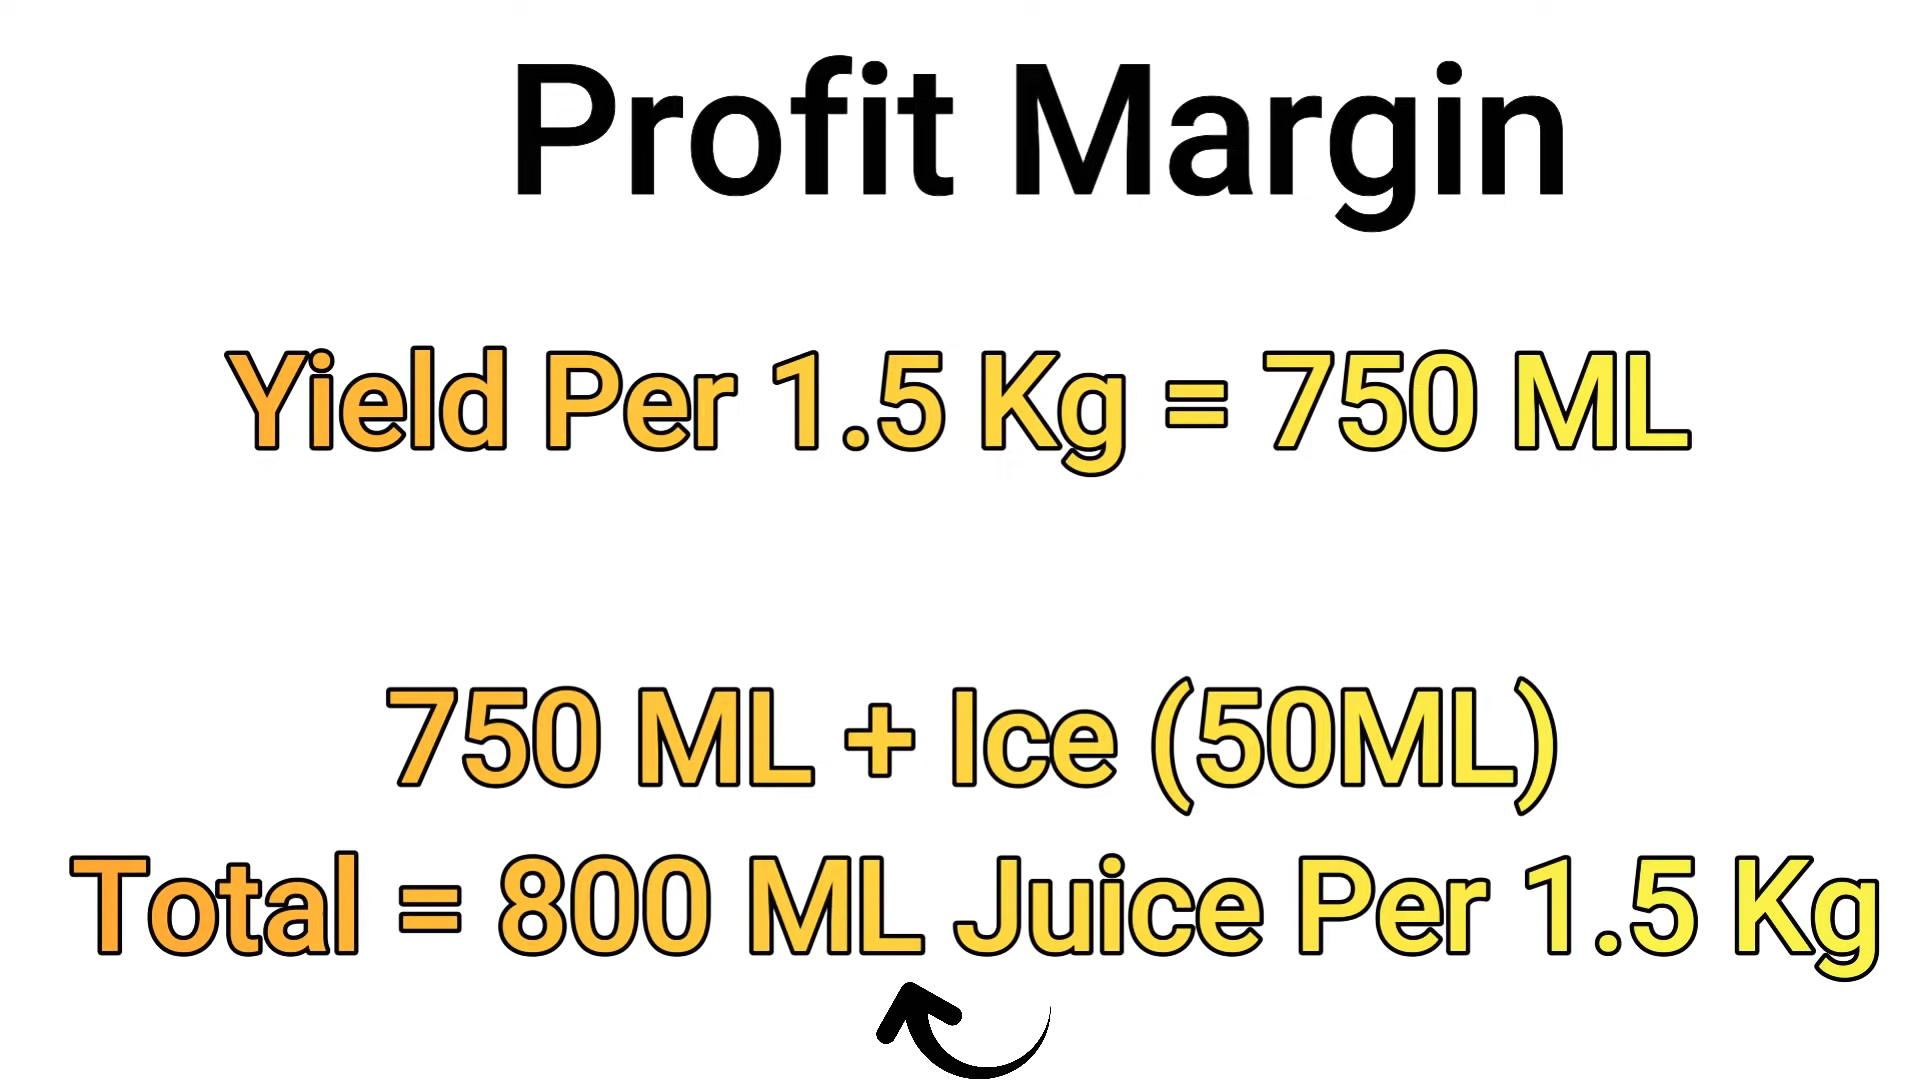 Profit Margin
Yield Per 1.5 Kg = 750 ML
750 ML + Ice (50ML)
Total = 800 ML Juice Per 1.5 Kg